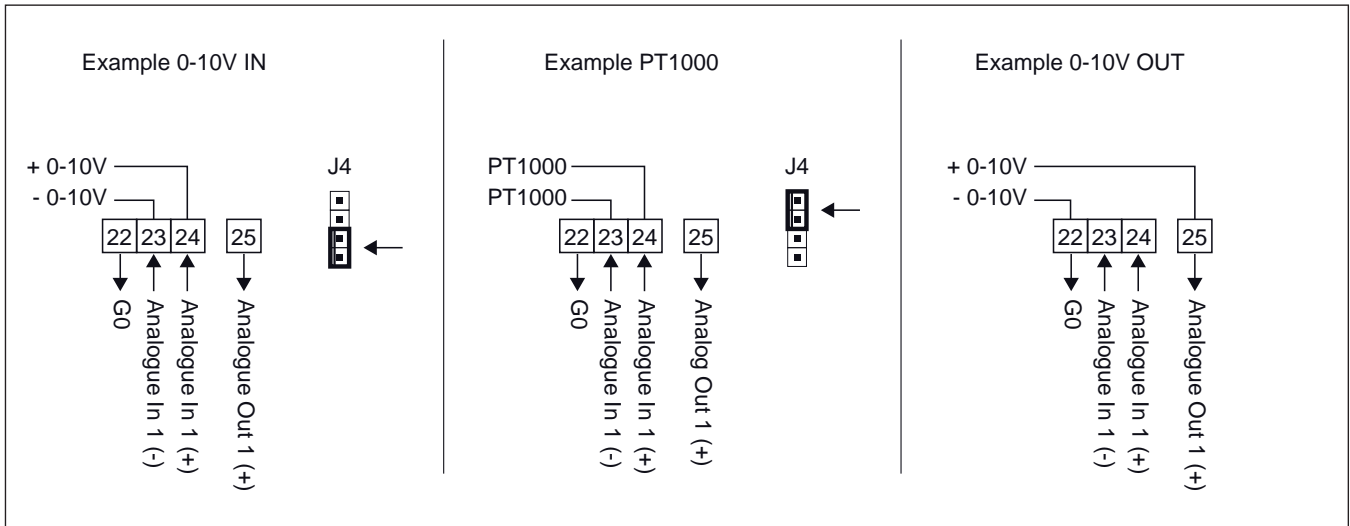 Example 0-10V IN
+ 0-10V
- 0-10V
J4
22 23 24 25
G0
Analogue In 1 (-)
Analogue In 1 (+)
Analogue Out 1 (+)
Example PT1000
PT1000
PT1000
J4
22 23 24 25
G0
Analogue In 1 (-)
Analogue In 1 (+)
Analog Out 1 (+)
Example 0-10V OUT
+ 0-10V
- 0-10V
22 23 24 25
G0
Analogue In 1 (-)
Analogue In 1 (+)
Analogue Out 1 (+)